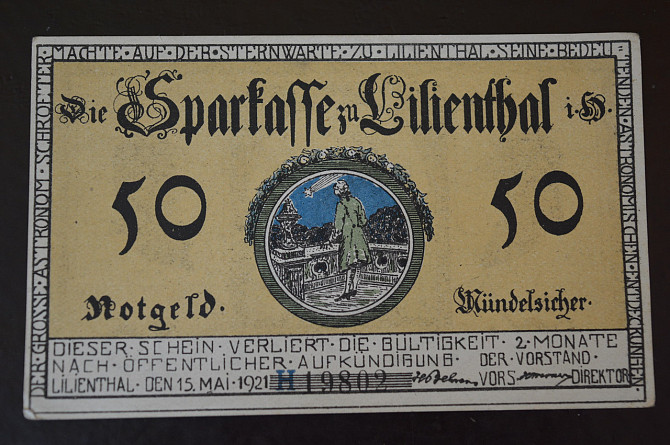 DER GROSSE ASTRONOM SCHROETTER
MACHTE AUF DER STERNWARTE ZU LILIENTHAL SEINE BEDEU=
TENDEN ASTRONOMISCHEN ENTDECKUNGEN.
Die Sparkasse zu Lilienthal i.H.
50 50
Notgeld. Mündelsicher.
DIESER SCHEIN VERLIERT DIE GÜLTIGKEIT 2 MONATE
NACH ÖFFENTLICHER AUFKÜNDIGUNG. DER VORSTAND
LILIENTHAL, DEN 15. MAI 1921 H 19802 VORS. DIREKTOR